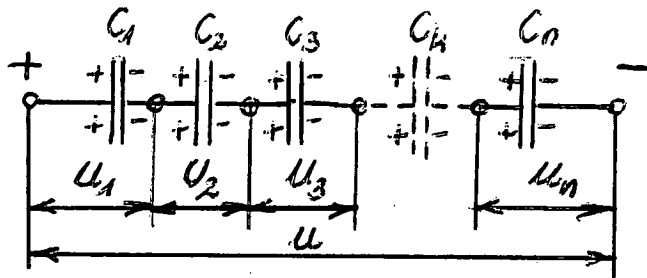 C1 C2 C3 C4 Cn
+ -
+ - + - + - + - + -
+ - + - + - + - + -
U1 U2 U3 Un
U